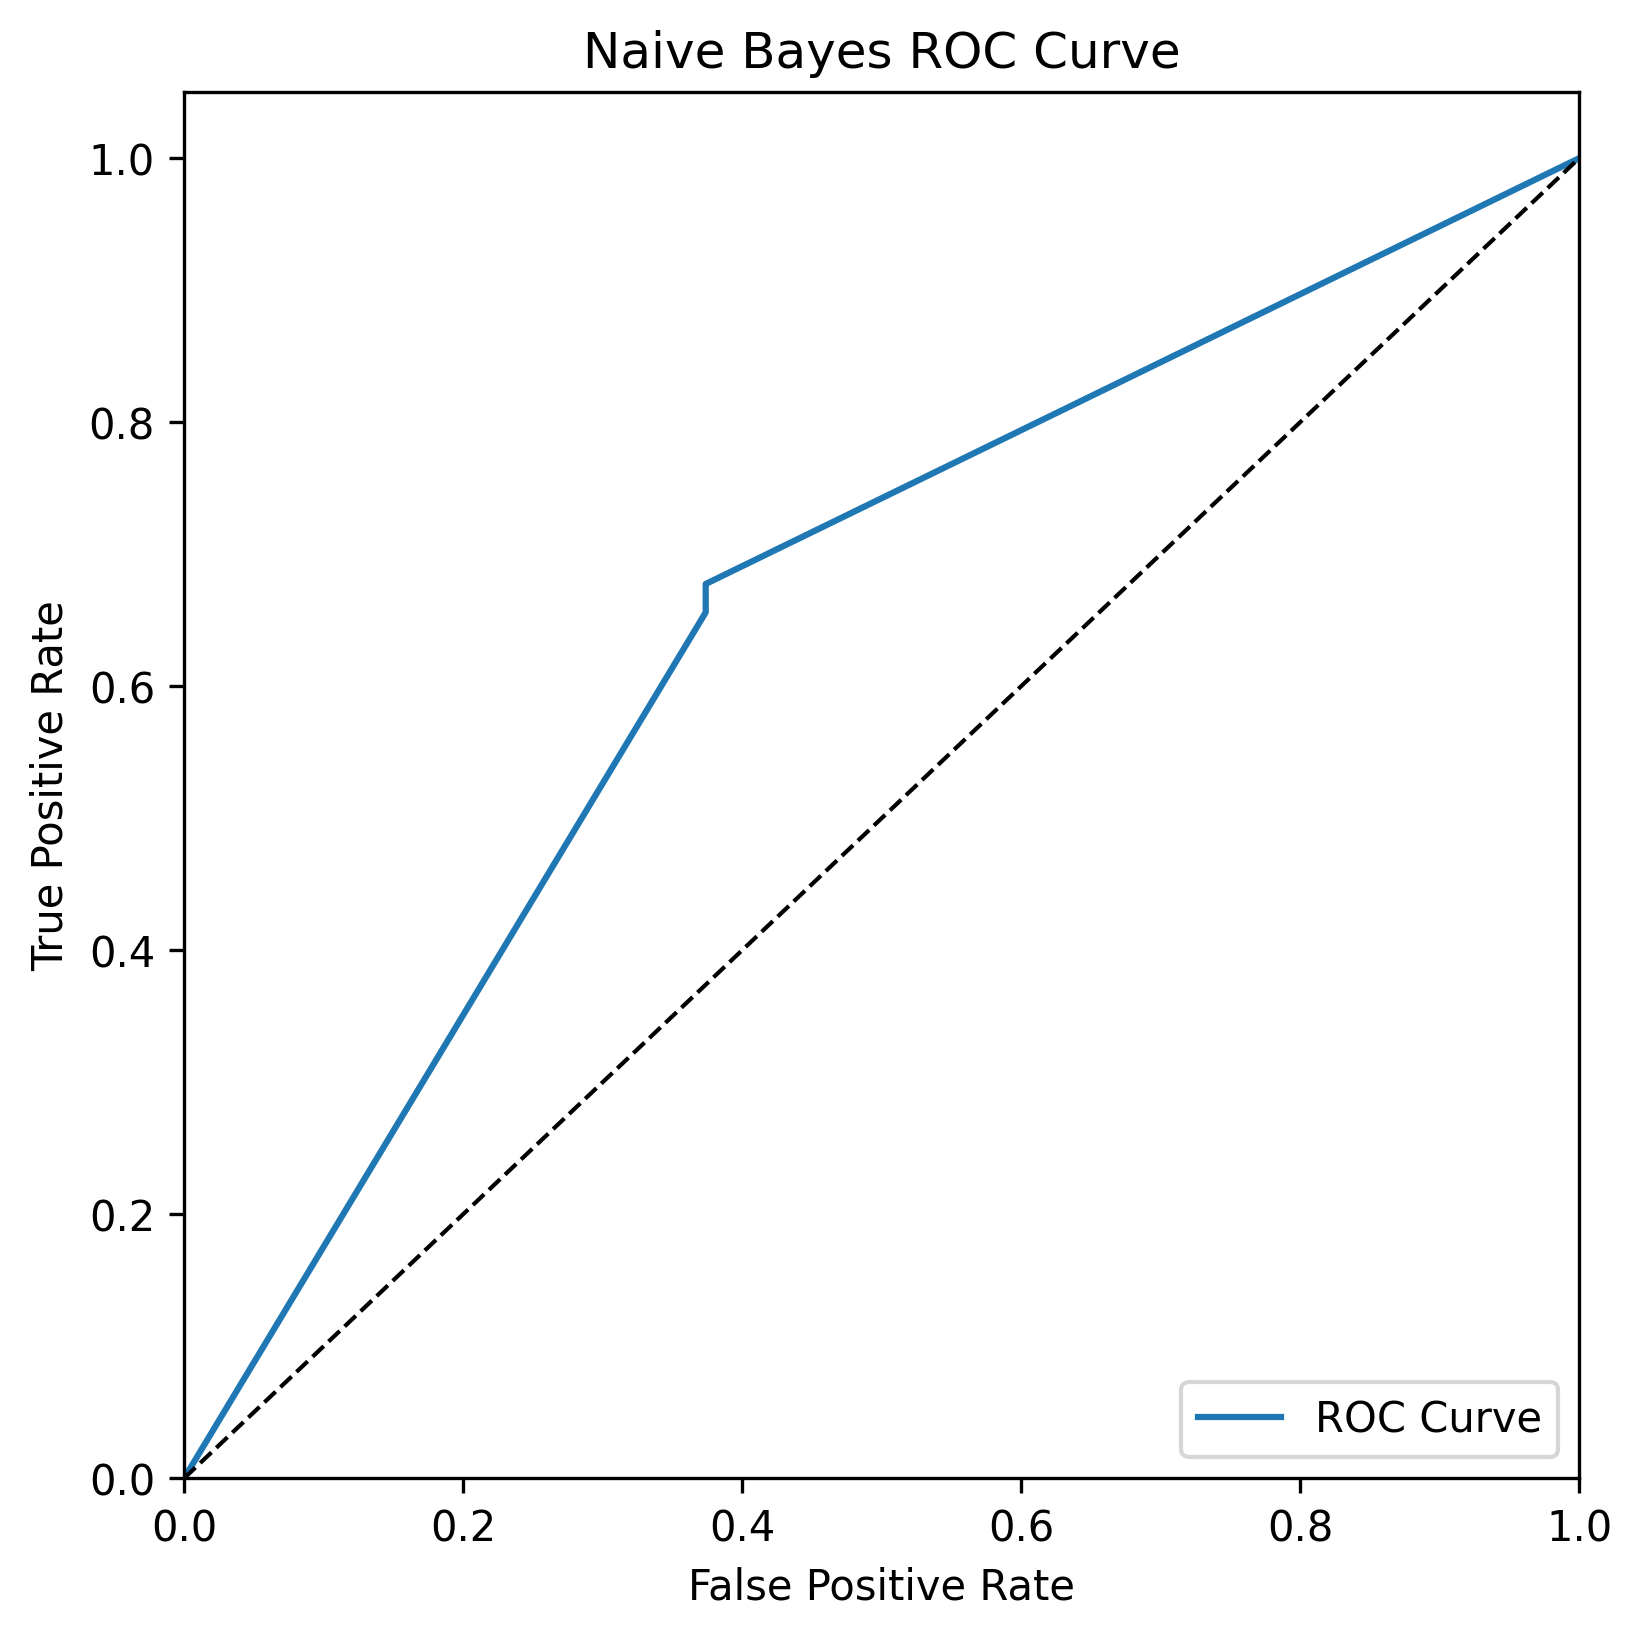 Naive Bayes ROC Curve
1.0
0.8
0.6
0.4
0.2
0.0
True Positive Rate
0.0 0.2 0.4 0.6 0.8 1.0
False Positive Rate
ROC Curve